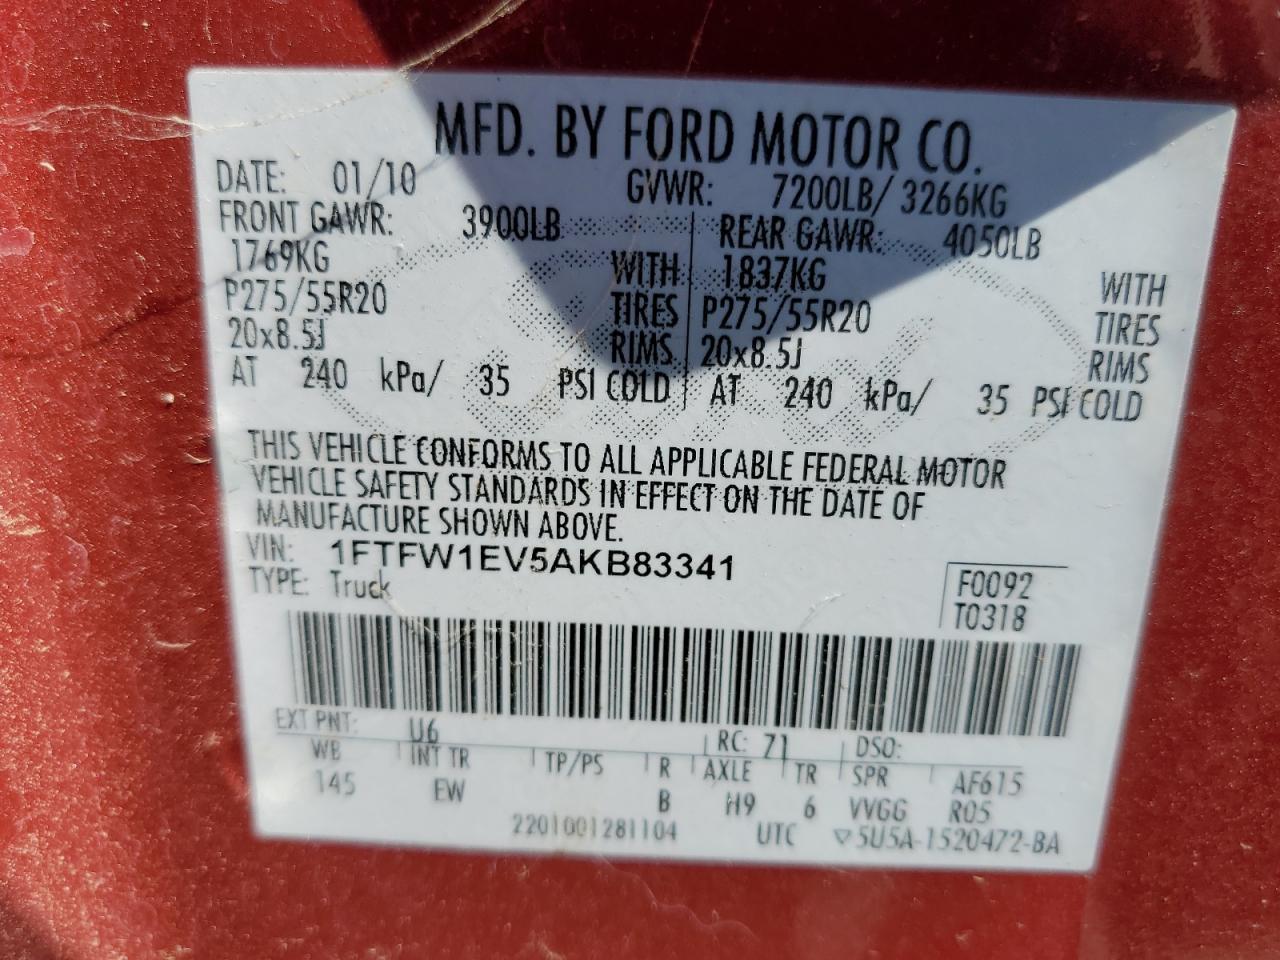 MFD. BY FORD MOTOR CO.
DATE: 01/10 GVWR: 7200LB/ 3266KG
FRONT GAWR: 3900LB REAR GAWR: 4050LB
1769KG WITH 1837KG WITH
P275/55R20 TIRES P275/55R20 TIRES
20x8.5J RIMS 20x8.5J RIMS
AT 240 kPa/ 35 PSI COLD AT 240 kPa/ 35 PSI COLD
THIS VEHICLE CONFORMS TO ALL APPLICABLE FEDERAL MOTOR
VEHICLE SAFETY STANDARDS IN EFFECT ON THE DATE OF
MANUFACTURE SHOWN ABOVE.
VIN: 1FTFW1EV5AKB83341
TYPE: Truck
F0092
T0318
EXT PNT: U6 RC: 71 DSO:
WB INT TR TP/PS R AXLE TR SPR AF615
145 EW B H9 6 VVGG R05
2201001281104 UTC ▽5U5A-1520472-BA